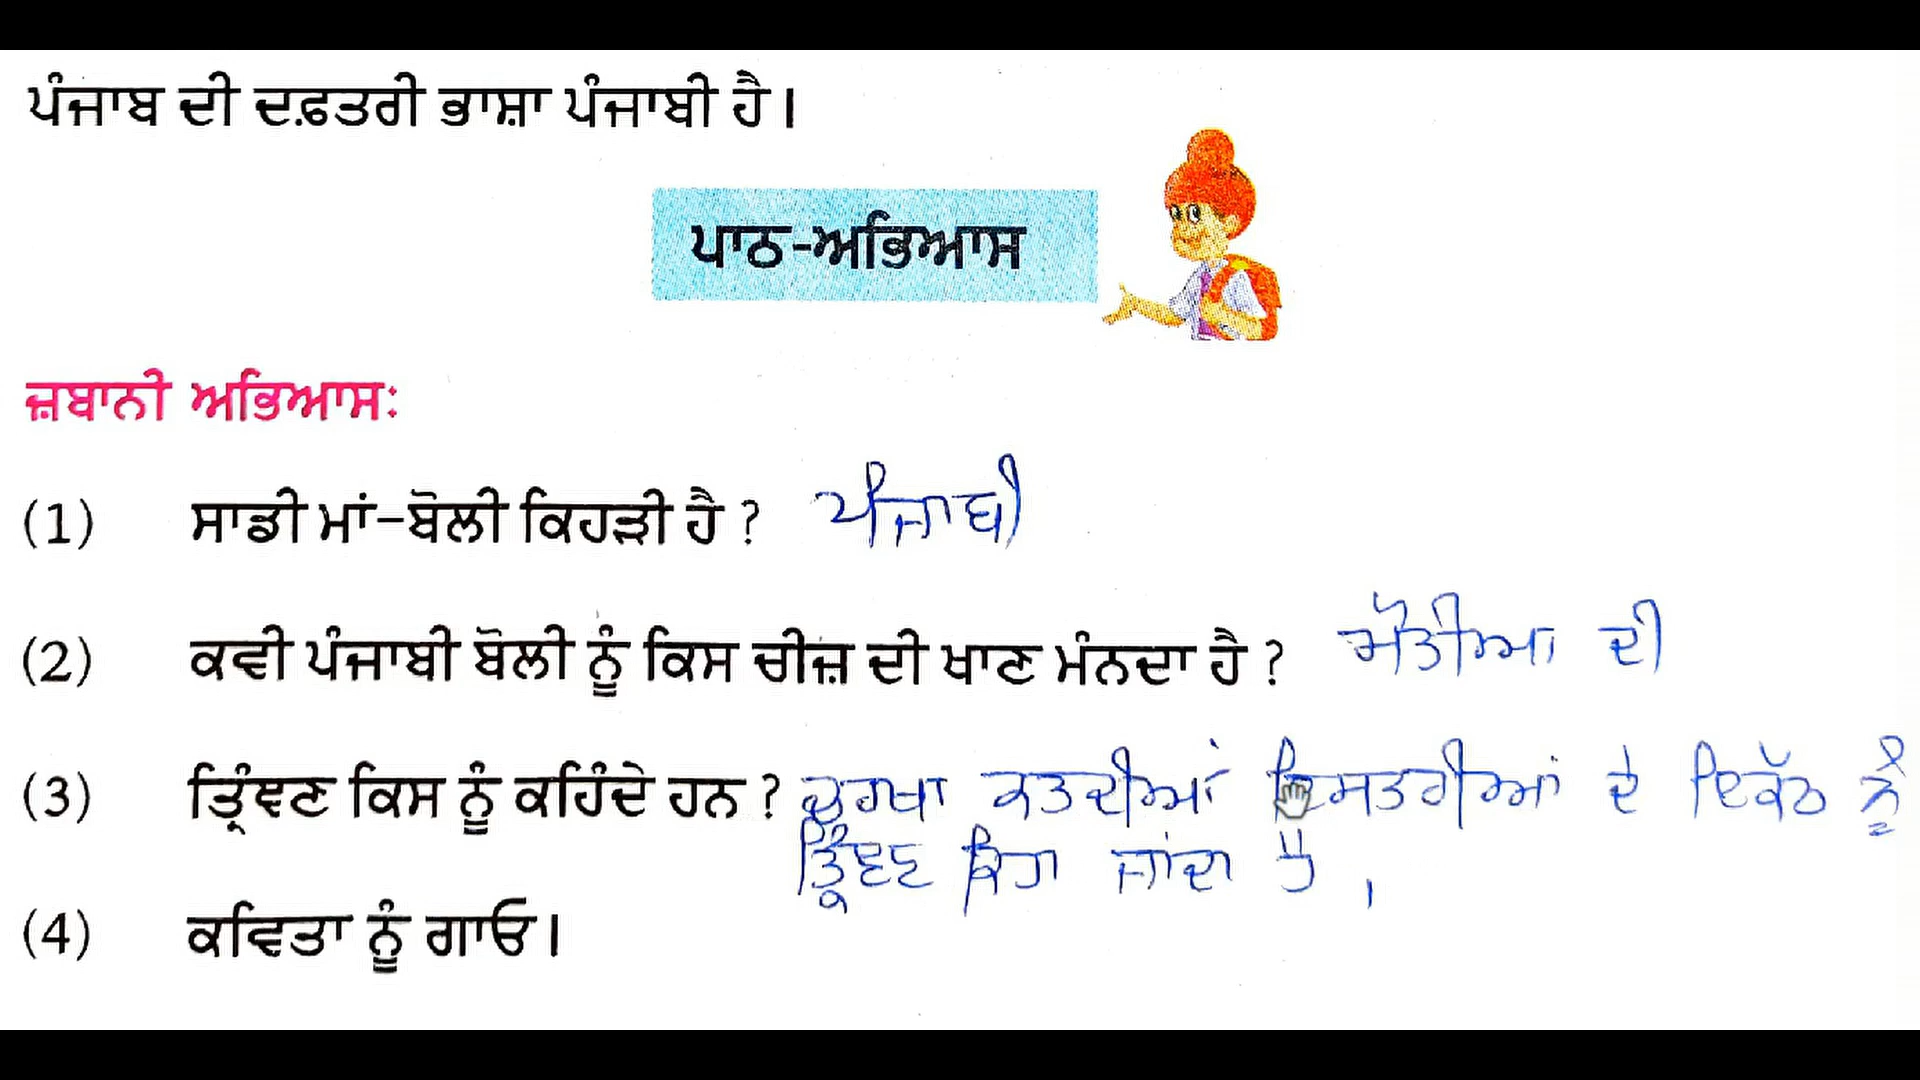 ਪੰਜਾਬ ਦੀ ਦਫ਼ਤਰੀ ਭਾਸ਼ਾ ਪੰਜਾਬੀ ਹੈ।
ਪਾਠ-ਅਭਿਆਸ
ਜ਼ਬਾਨੀ ਅਭਿਆਸ:
(1) ਸਾਡੀ ਮਾਂ-ਬੋਲੀ ਕਿਹੜੀ ਹੈ ? ਪੰਜਾਬੀ
(2) ਕਵੀ ਪੰਜਾਬੀ ਬੋਲੀ ਨੂੰ ਕਿਸ ਚੀਜ਼ ਦੀ ਖਾਣ ਮੰਨਦਾ ਹੈ ? ਮੋਤੀਆ ਦੀ
(3) ਤ੍ਰਿੰਞਣ ਕਿਸ ਨੂੰ ਕਹਿੰਦੇ ਹਨ ? ਚਰਖਾ ਕਤਦੀਆਂ ਇਸਤਰੀਆਂ ਦੇ ਇਕੱਠ ਨੂੰ
ਤ੍ਰਿੰਞਣ ਕਿਹਾ ਜਾਂਦਾ ਹੈ ।
(4) ਕਵਿਤਾ ਨੂੰ ਗਾਓ।